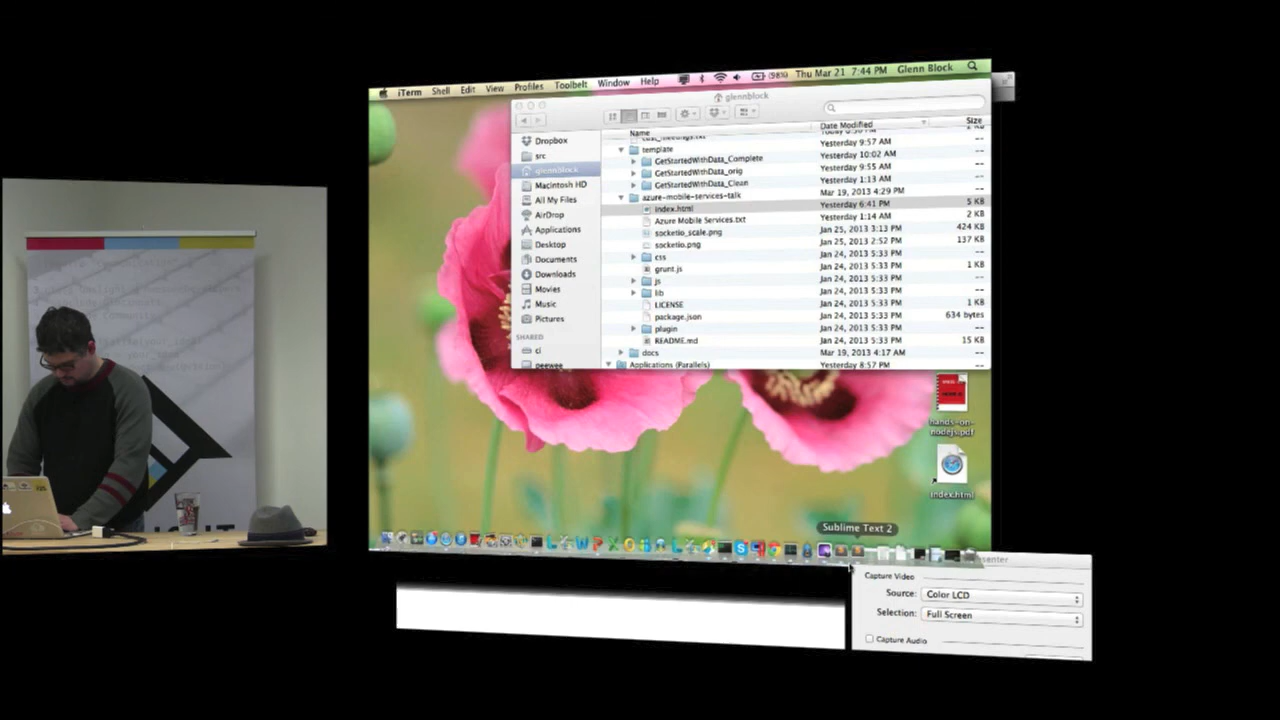 iTerm Shell Edit View Profiles Toolbelt Window Help (98%) Thu Mar 21 7:44 PM Glenn Block
glennblock
Name Date Modified Size
Dropbox
src
glennblock
Macintosh HD
All My Files
AirDrop
Applications
Desktop
Documents
Downloads
Movies
Music
Pictures
SHARED
ci
peewee
Yesterday 9:57 AM
template Yesterday 10:02 AM
GetStartedWithData_Complete Yesterday 9:55 AM
GetStartedWithData_orig Yesterday 1:13 AM
GetStartedWithData_Clean Mar 19, 2013 4:29 PM
azure-mobile-services-talk
index.html Yesterday 6:41 PM 5 KB
Azure Mobile Services.txt Yesterday 1:14 AM 2 KB
socketio_scale.png Jan 25, 2013 3:13 PM 424 KB
socketio.png Jan 25, 2013 2:52 PM 137 KB
css Jan 24, 2013 5:33 PM --
grunt.js Jan 24, 2013 5:33 PM 1 KB
js Jan 24, 2013 5:33 PM --
lib Jan 24, 2013 5:33 PM --
LICENSE Jan 24, 2013 5:33 PM 1 KB
package.json Jan 24, 2013 5:33 PM 634 bytes
plugin Jan 24, 2013 5:33 PM --
README.md Jan 24, 2013 5:33 PM 15 KB
docs Mar 19, 2013 4:17 AM --
Applications (Parallels) Yesterday 8:57 PM --
hands-on-
nodejs.pdf
index.html
Sublime Text 2
Capture Video
Source: Color LCD
Selection: Full Screen
Capture Audio